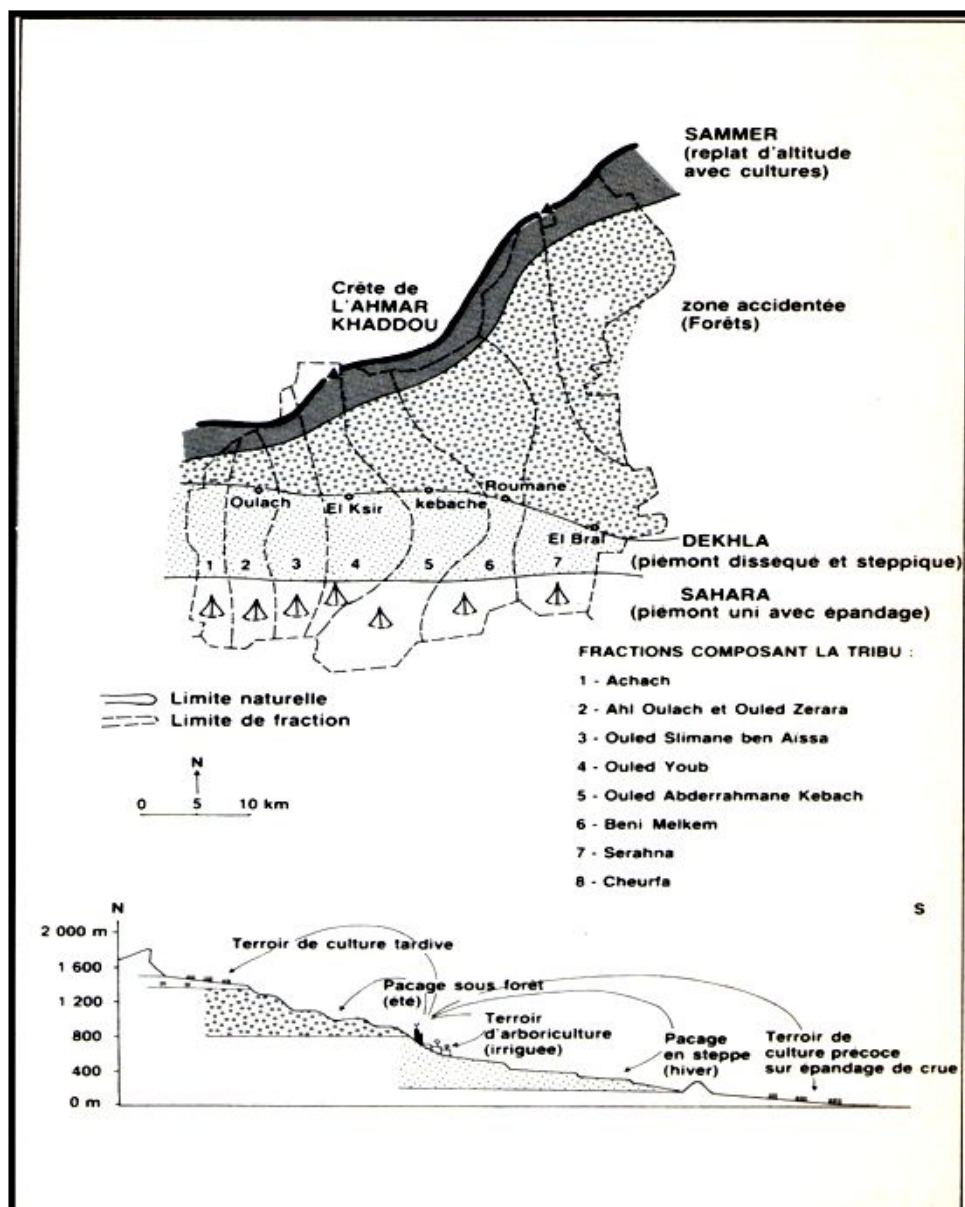 SAMMER
(replat d'altitude
avec cultures)
Crête de
L'AHMAR
KHADDOU
zone accidentée
(Forêts)
Oulach
El Ksir
kebache
Roumane
El Bral
DEKHLA
(piémont disséqué et steppique)
1 2 3 4 5 6 7
SAHARA
(piémont uni avec épandage)
FRACTIONS COMPOSANT LA TRIBU :
1 - Achach
2 - Ahl Oulach et Ouled Zerara
3 - Ouled Slimane ben Aïssa
4 - Ouled Youb
5 - Ouled Abderrahmane Kebach
6 - Beni Melkem
7 - Serahna
8 - Cheurfa
Limite naturelle
Limite de fraction
N
0 5 10 km
N S
2 000 m
1 600
1 200
800
400
0 m
Terroir de culture tardive
Pacage sous forêt
(été)
Terroir
d'arboriculture
(irriguée)
Pacage
en steppe
(hiver)
Terroir de
culture précoce
sur épandage de crue